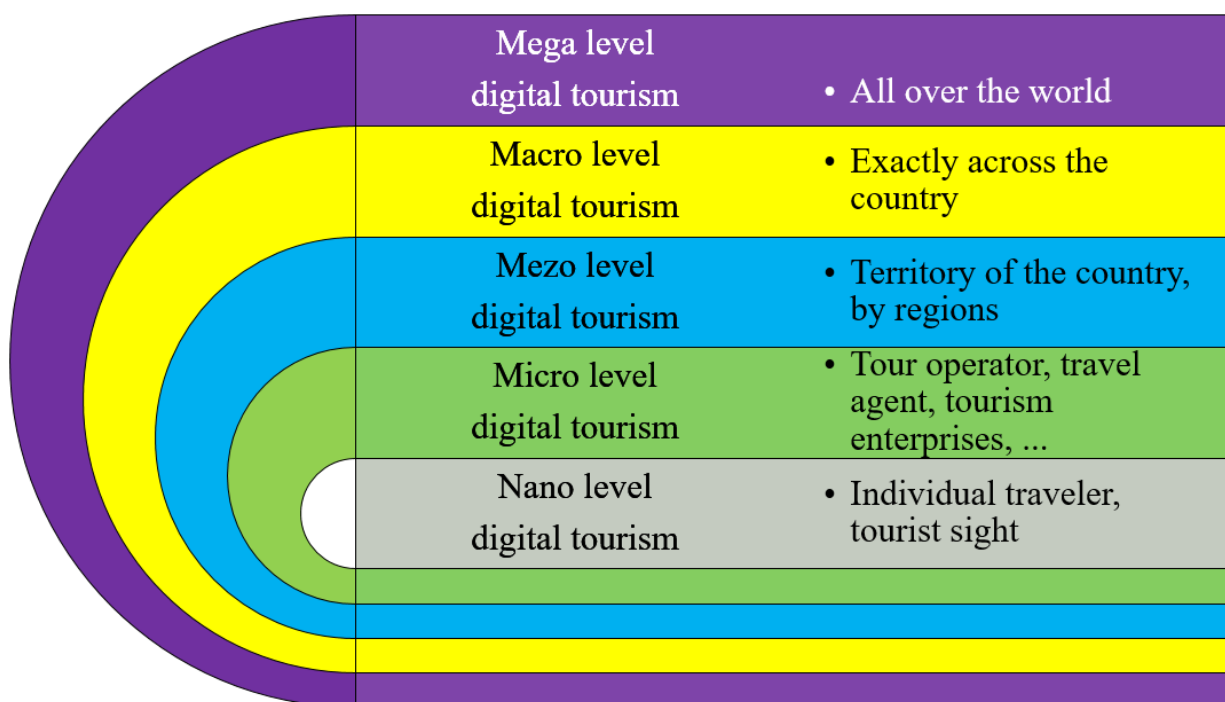 Mega level
digital tourism
• All over the world
Macro level
digital tourism
• Exactly across the
country
Mezo level
digital tourism
• Territory of the country,
by regions
Micro level
digital tourism
• Tour operator, travel
agent, tourism
enterprises, ...
Nano level
digital tourism
• Individual traveler,
tourist sight